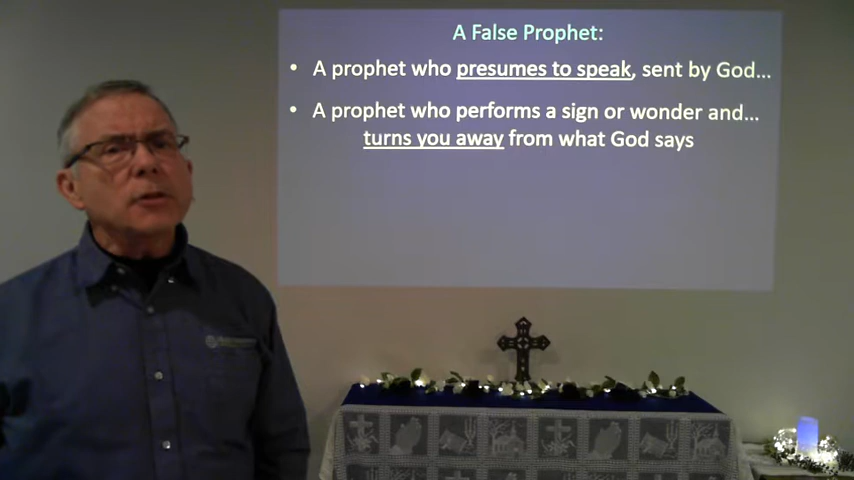 A False Prophet:
• A prophet who presumes to speak, sent by God...
• A prophet who performs a sign or wonder and...
turns you away from what God says